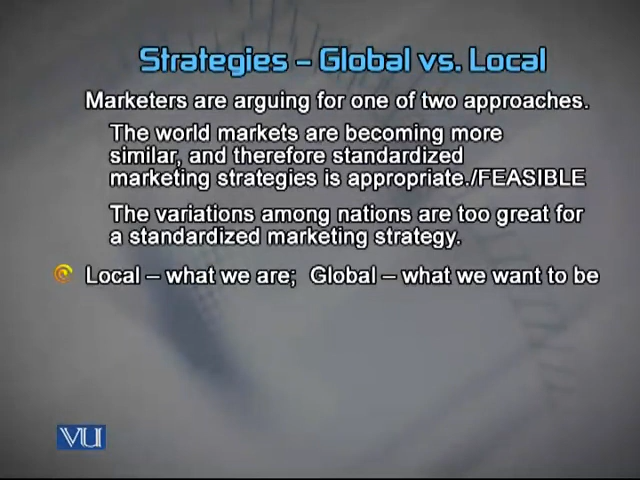 Strategies – Global vs. Local
Marketers are arguing for one of two approaches.
The world markets are becoming more
similar, and therefore standardized
marketing strategies is appropriate./FEASIBLE
The variations among nations are too great for
a standardized marketing strategy.
Local – what we are;  Global – what we want to be
VU